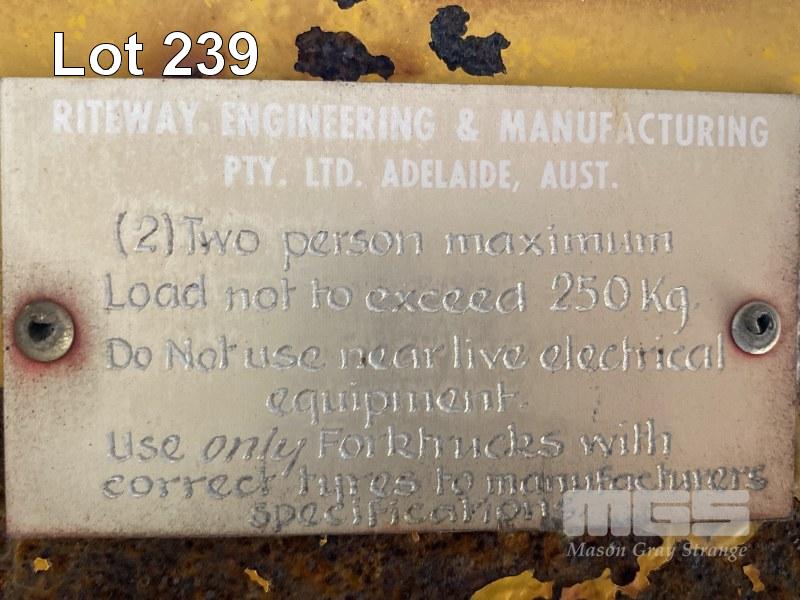 Lot 239
RITEWAY ENGINEERING & MANUFACTURING
PTY. LTD. ADELAIDE, AUST.
(2) Two person maximum
Load not to exceed 250 Kg.
Do Not use near live electrical
equipment.
Use only Forktrucks with
correct tyres to manufacturers
specifications
MGS
Mason Gray Strange